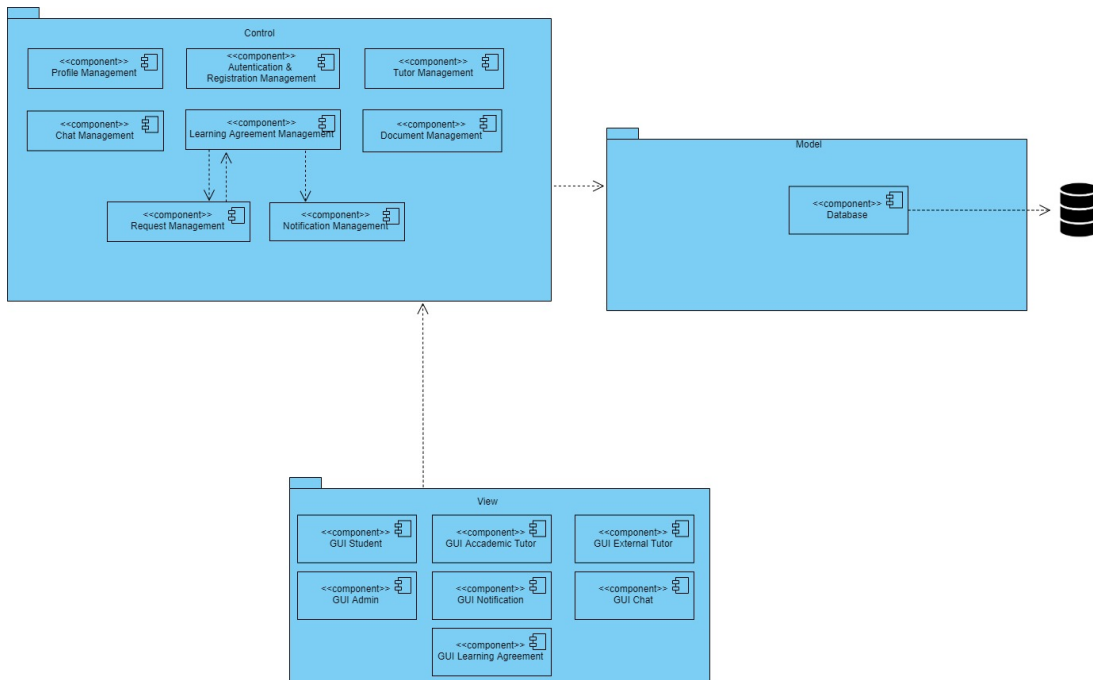 Control
<<component>>
Profile Management
<<component>>
Autentication &
Registration Management
<<component>>
Tutor Management
<<component>>
Chat Management
<<component>>
Learning Agreement Management
<<component>>
Document Management
<<component>>
Request Management
<<component>>
Notification Management
Model
<<component>>
Database
View
<<component>>
GUI Student
<<component>>
GUI Accademic Tutor
<<component>>
GUI External Tutor
<<component>>
GUI Admin
<<component>>
GUI Notification
<<component>>
GUI Chat
<<component>>
GUI Learning Agreement